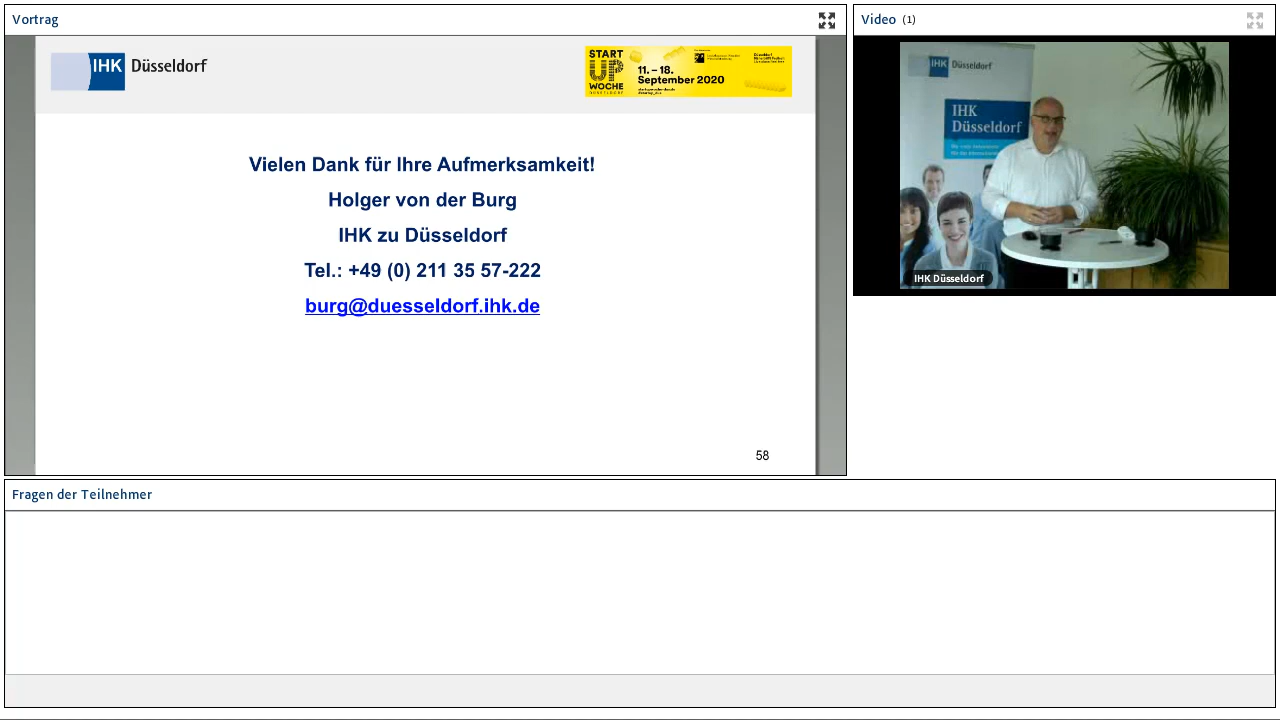 Vortrag
Video (1)
IHK Düsseldorf
START
UP
WOCHE
DÜSSELDORF
11. – 18.
September 2020
Vielen Dank für Ihre Aufmerksamkeit!
Holger von der Burg
IHK zu Düsseldorf
Tel.: +49 (0) 211 35 57-222
burg@duesseldorf.ihk.de
58
IHK Düsseldorf
IHK
Düsseldorf
IHK Düsseldorf
Fragen der Teilnehmer